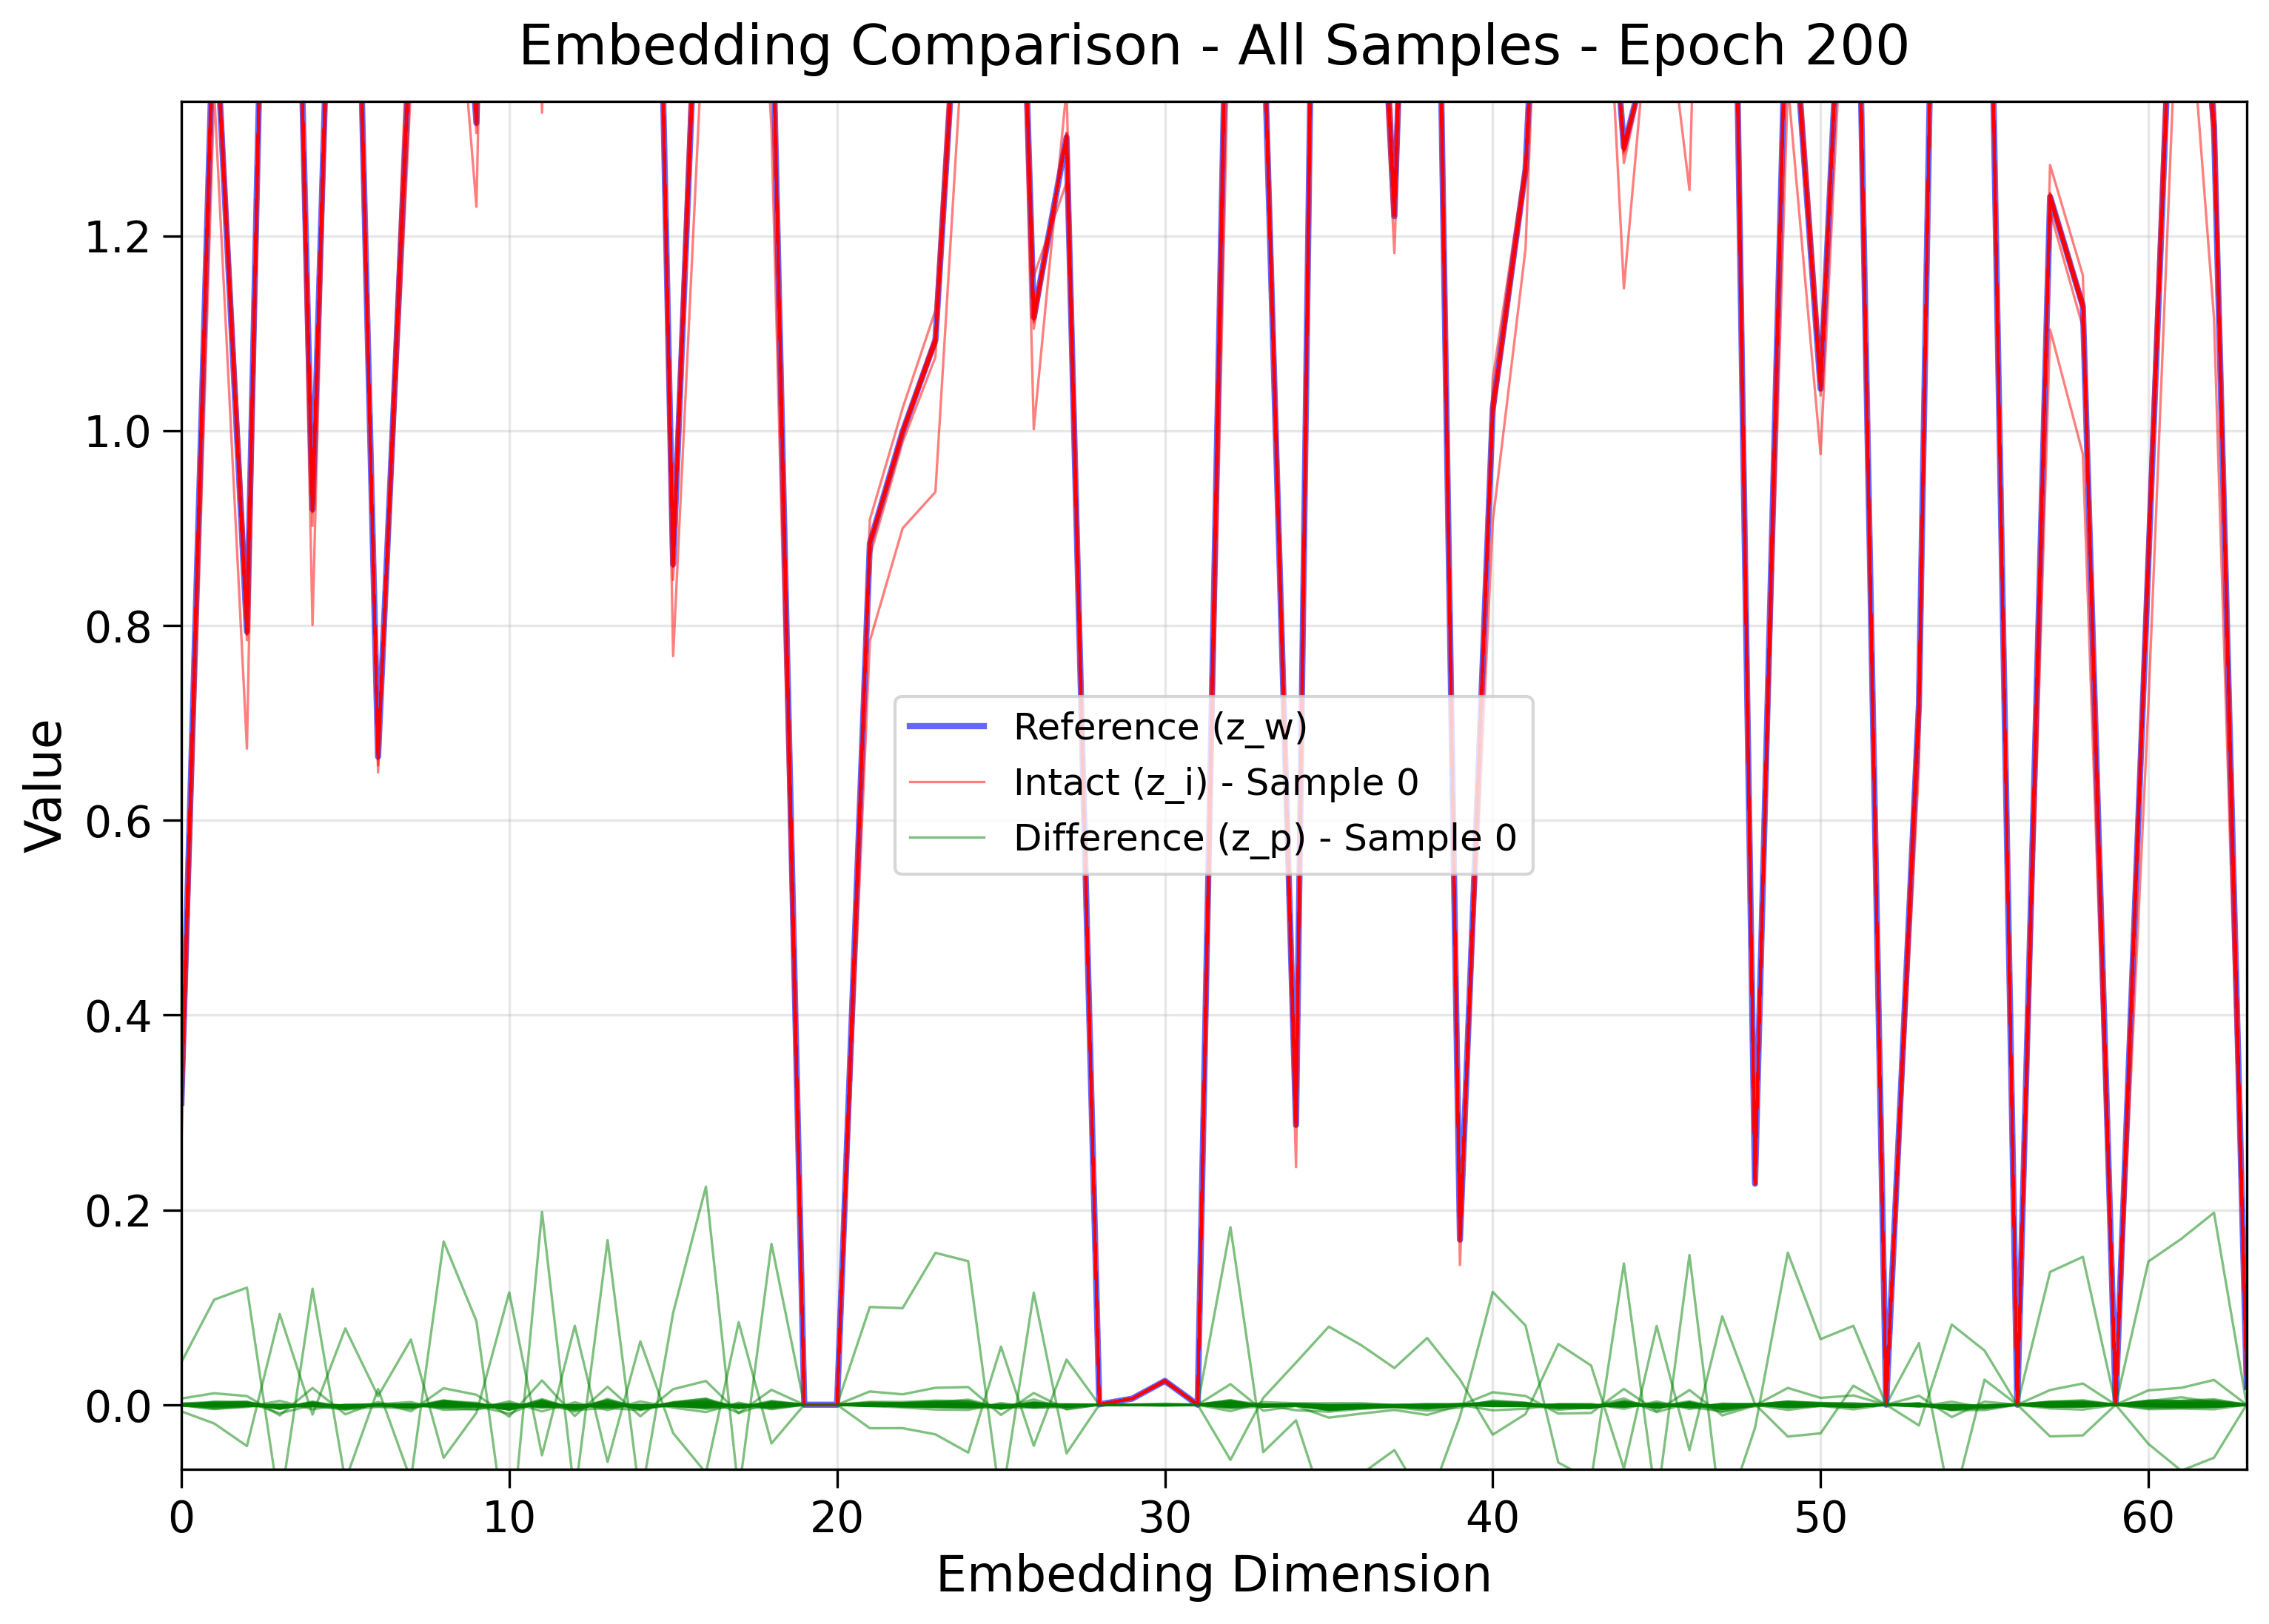 Embedding Comparison - All Samples - Epoch 200
Value
1.2
1.0
0.8
0.6
0.4
0.2
0.0
Reference (z_w)
Intact (z_i) - Sample 0
Difference (z_p) - Sample 0
0 10 20 30 40 50 60
Embedding Dimension